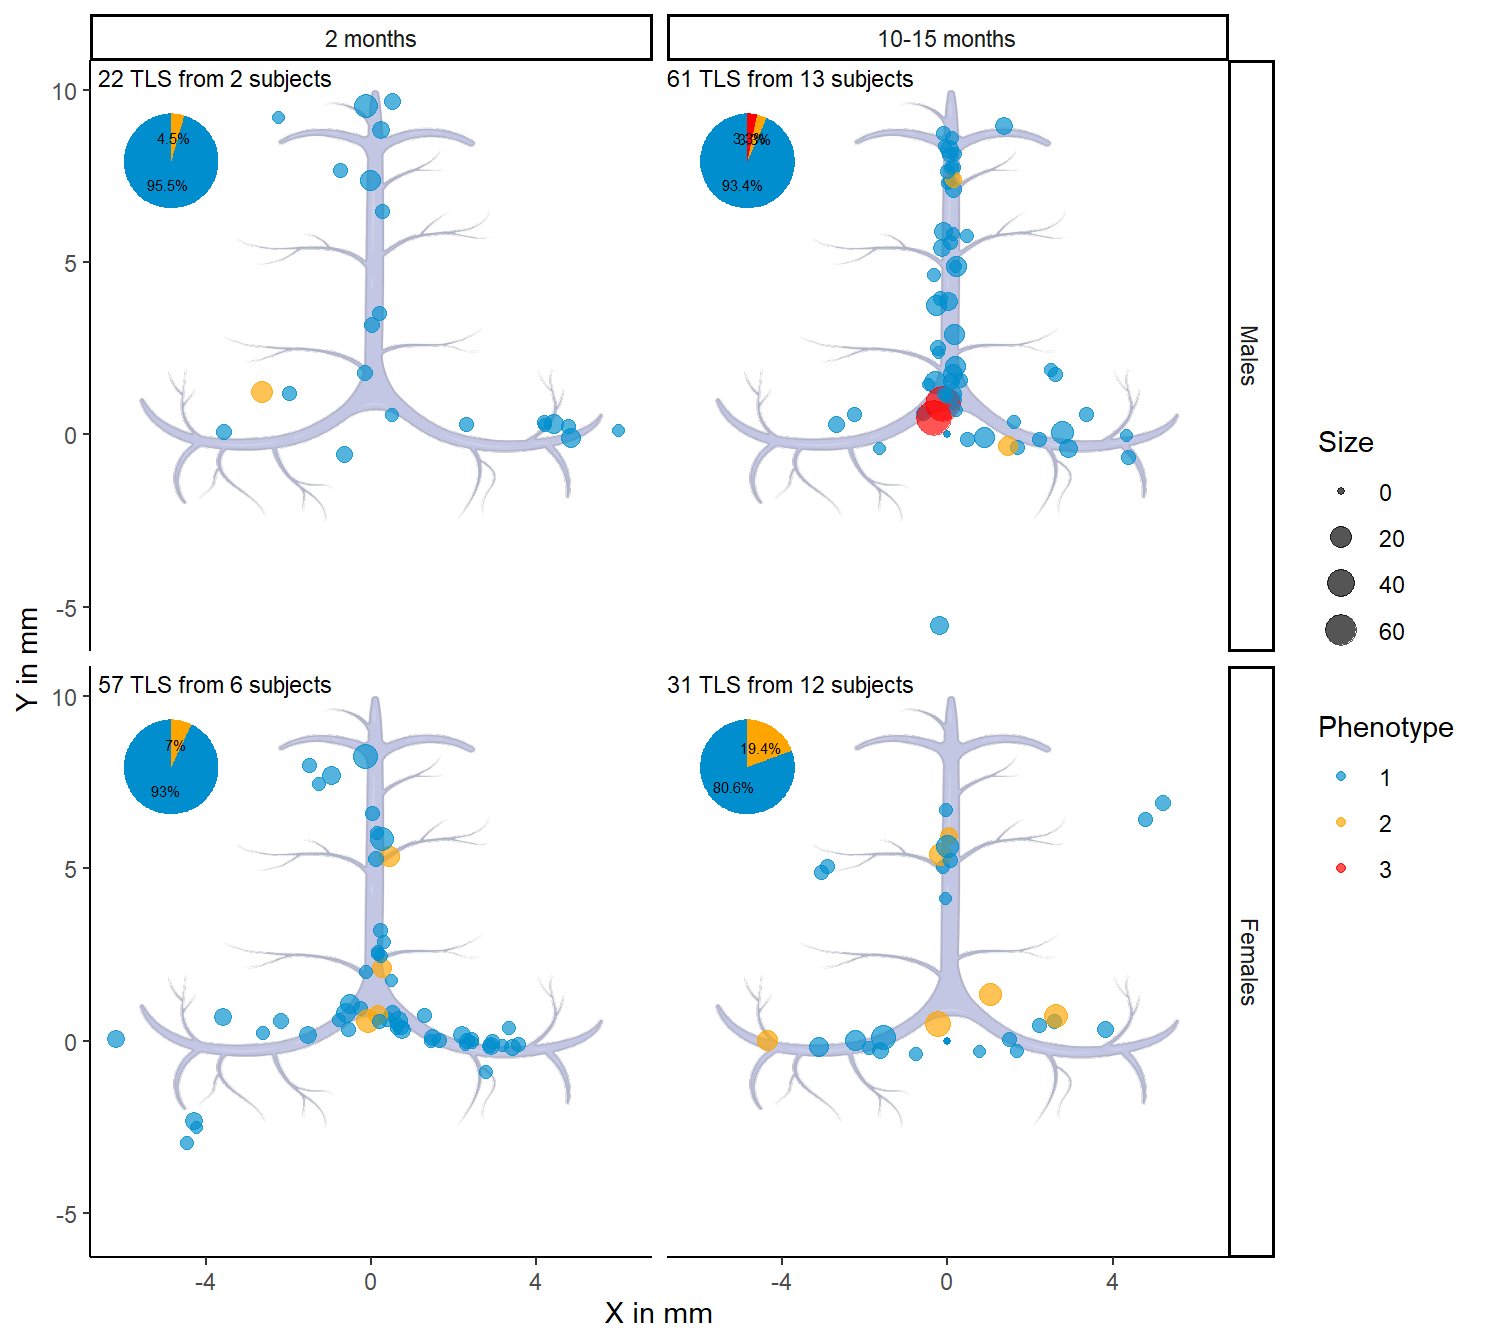 2 months
10-15 months
22 TLS from 2 subjects
61 TLS from 13 subjects
10
5
0
-5
4.5%
95.5%
93.4%
Males
57 TLS from 6 subjects
31 TLS from 12 subjects
10
5
0
-5
7%
93%
19.4%
80.6%
Females
Y in mm
-4
0
4
-4
0
4
X in mm
Size
0
20
40
60
Phenotype
1
2
3